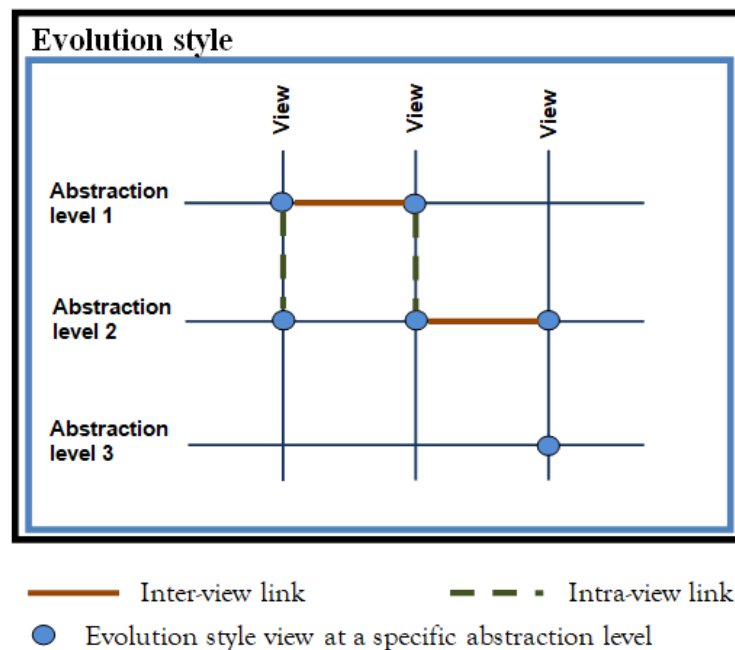 Evolution style
View
View
View
Abstraction
level 1
Abstraction
level 2
Abstraction
level 3
Inter-view link
Intra-view link
Evolution style view at a specific abstraction level